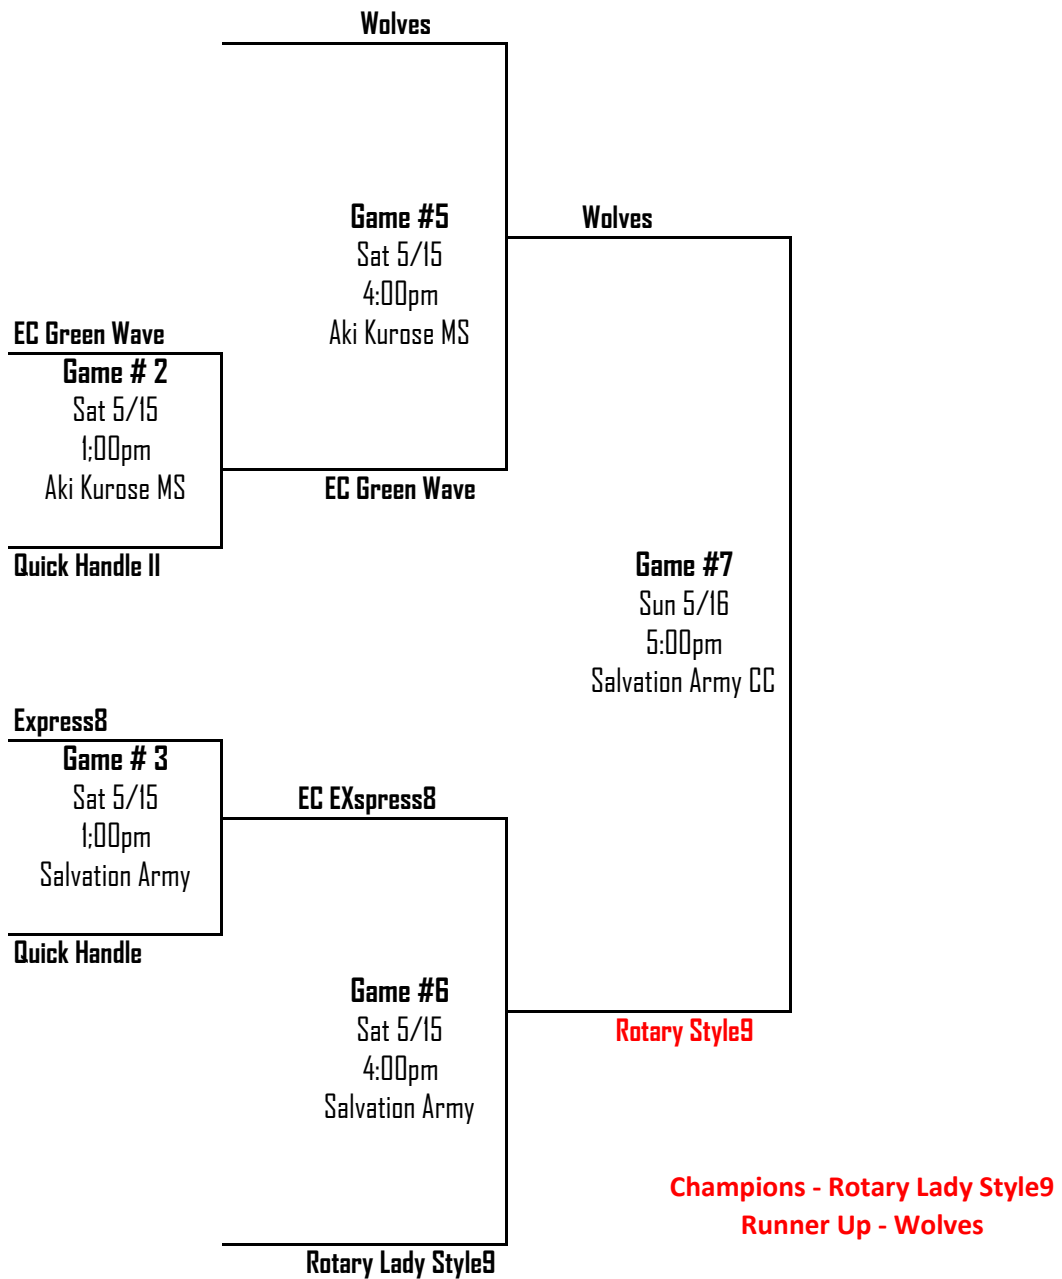 Wolves
Game #5
Sat 5/15
4:00pm
Aki Kurose MS
Wolves
EC Green Wave
Game # 2
Sat 5/15
1;00pm
Aki Kurose MS
EC Green Wave
Quick Handle II
Game #7
Sun 5/16
5:00pm
Salvation Army CC
Express8
Game # 3
Sat 5/15
1;00pm
Salvation Army
EC EXspress8
Quick Handle
Game #6
Sat 5/15
4:00pm
Salvation Army
Rotary Style9
Rotary Lady Style9
Champions - Rotary Lady Style9
Runner Up - Wolves